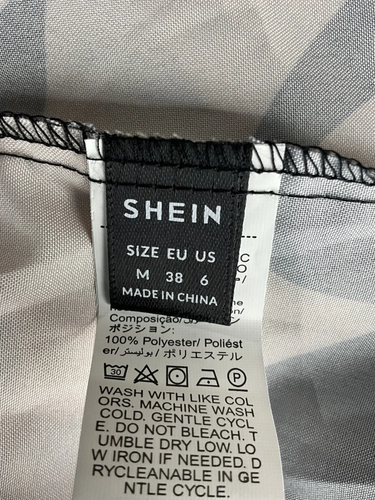 SHEIN
SIZE EU US
M 38 6
MADE IN CHINA
Composição/
ポジション:
100% Polyester/ Poliést
er/ بوليستر/ ポリエステル
30 P
WASH WITH LIKE COL
ORS. MACHINE WASH
COLD. GENTLE CYCL
E. DO NOT BLEACH. T
UMBLE DRY LOW. LO
W IRON IF NEEDED. D
RYCLEANABLE IN GE
NTLE CYCLE.